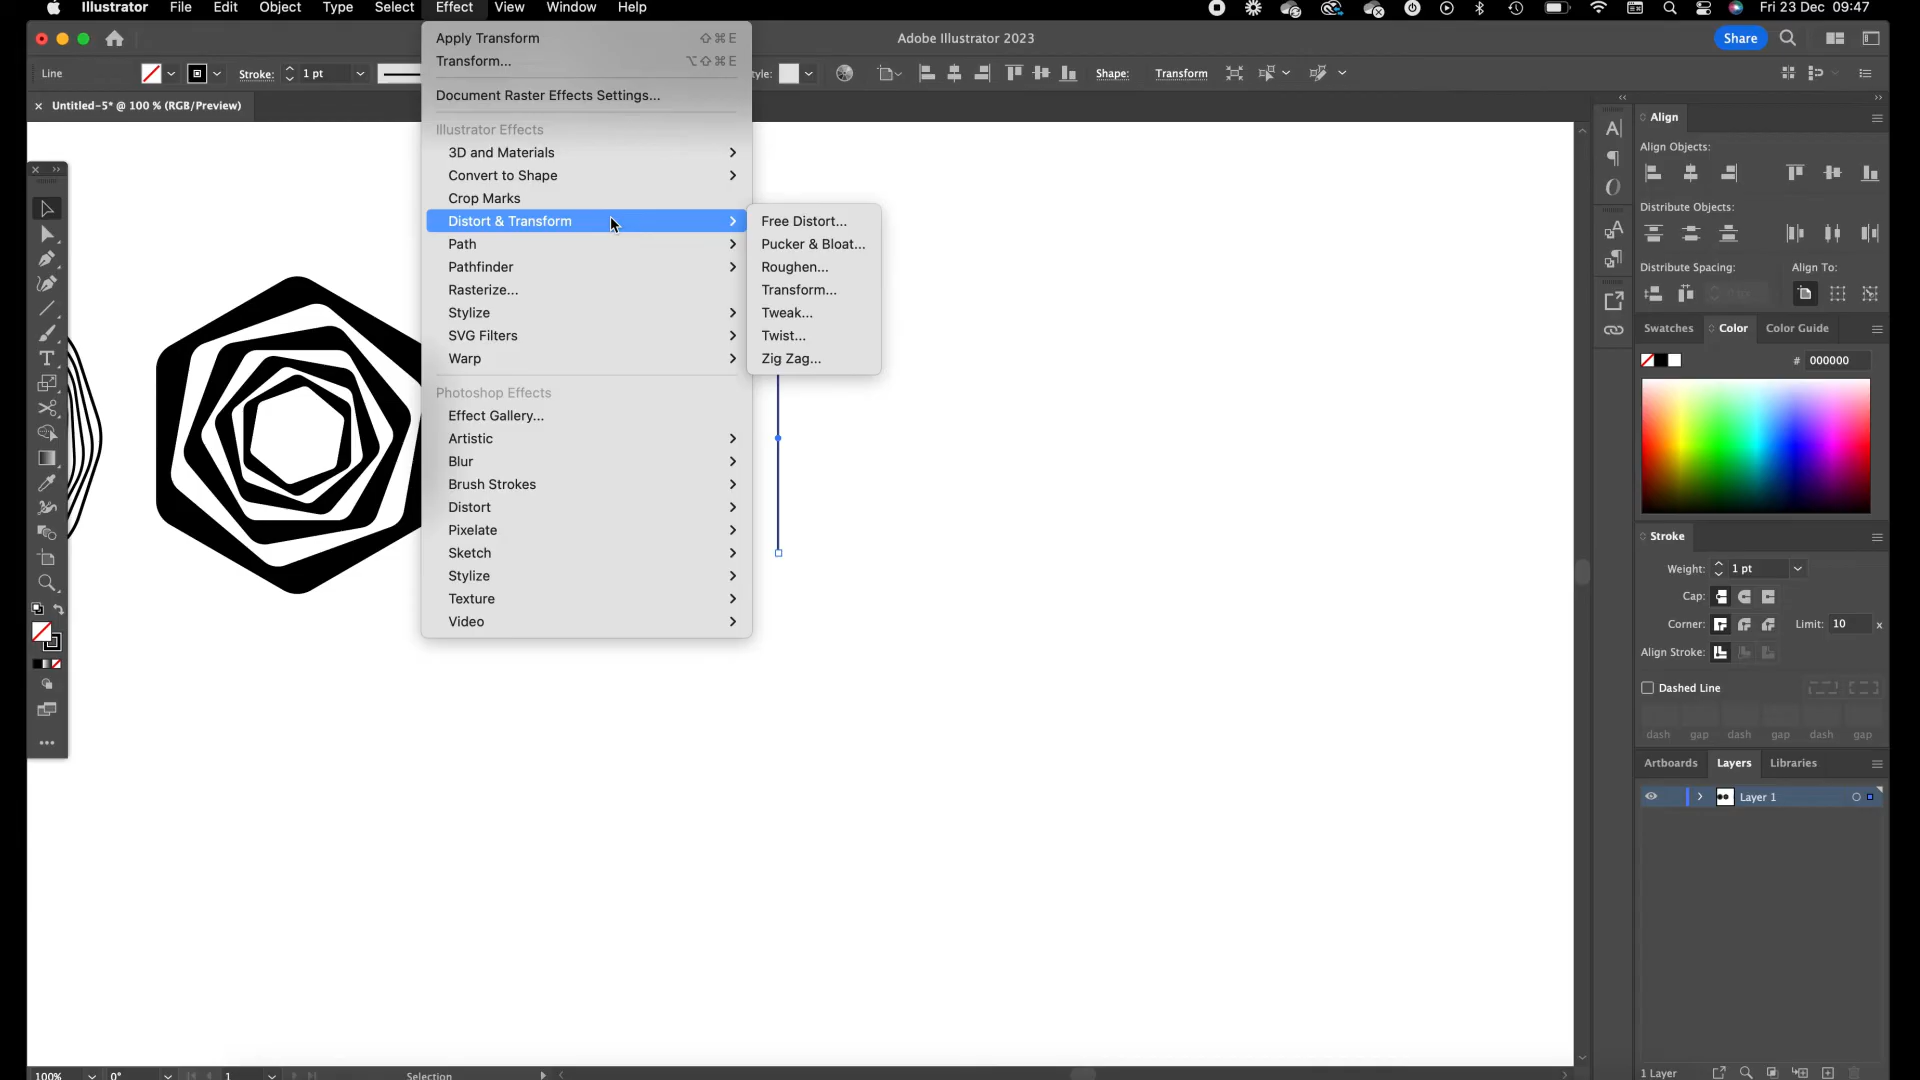 Illustrator File Edit Object Type Select Effect View Window Help Fri 23 Dec 09:47
Adobe Illustrator 2023
Share
Line Stroke: 1 pt Shape: Transform
× Untitled-5* @ 100 % (RGB/Preview)
Apply Transform ⇧⌘E
Transform... ⌥⇧⌘E
Document Raster Effects Settings...
Illustrator Effects
3D and Materials
Convert to Shape
Crop Marks
Distort & Transform
Path
Pathfinder
Rasterize...
Stylize
SVG Filters
Warp
Photoshop Effects
Effect Gallery...
Artistic
Blur
Brush Strokes
Distort
Pixelate
Sketch
Stylize
Texture
Video
Free Distort...
Pucker & Bloat...
Roughen...
Transform...
Tweak...
Twist...
Zig Zag...
Align
Align Objects:
Distribute Objects:
Distribute Spacing: Align To:
Swatches Color Color Guide
# 000000
Stroke
Weight: 1 pt
Cap:
Corner: Limit: 10 x
Align Stroke:
Dashed Line
dash gap dash gap dash gap
Artboards Layers Libraries
Layer 1
1 Layer
100% 0° 1 Selection